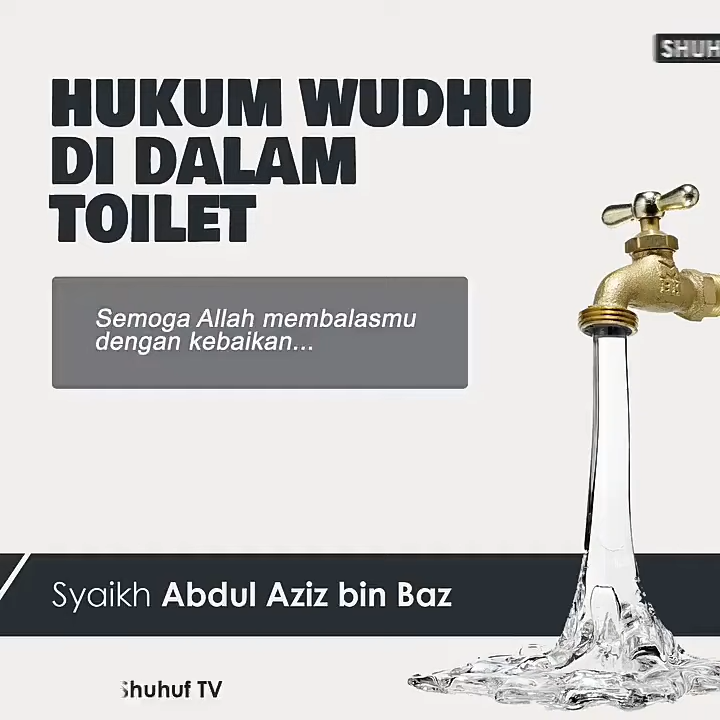 SHUH
HUKUM WUDHU
DI DALAM
TOILET
Semoga Allah membalasmu
dengan kebaikan...
Syaikh Abdul Aziz bin Baz
Shuhuf TV